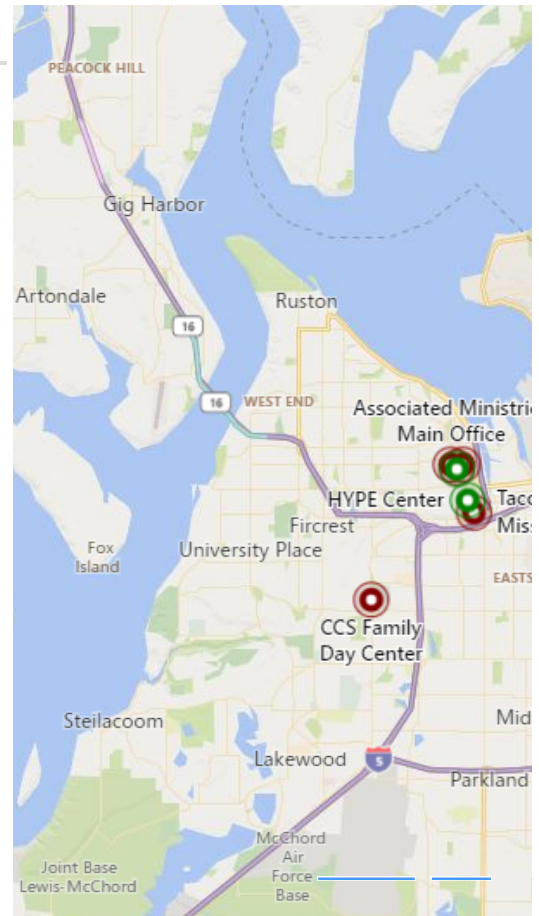 PEACOCK HILL
Gig Harbor
Artondale
Ruston
16
16
WEST END
Associated Ministri
Main Office
HYPE Center
Taco
Miss
Fircrest
Fox
Island
University Place
EASTS
CCS Family
Day Center
Steilacoom
Mid
Lakewood
5
Parkland
McChord
Air
Force
Base
Joint Base
Lewis-McChord